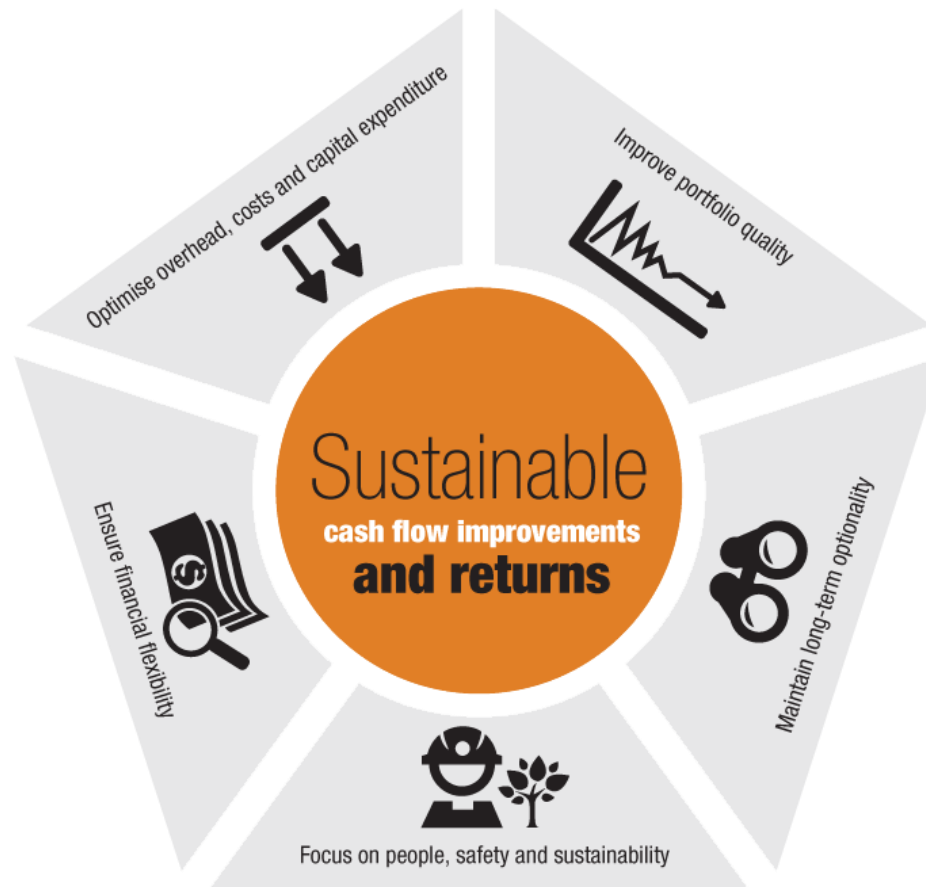 Optimise overhead, costs and capital expenditure
Improve portfolio quality
Sustainable
cash flow improvements
and returns
Ensure financial flexibility
Maintain long-term optionality
Focus on people, safety and sustainability